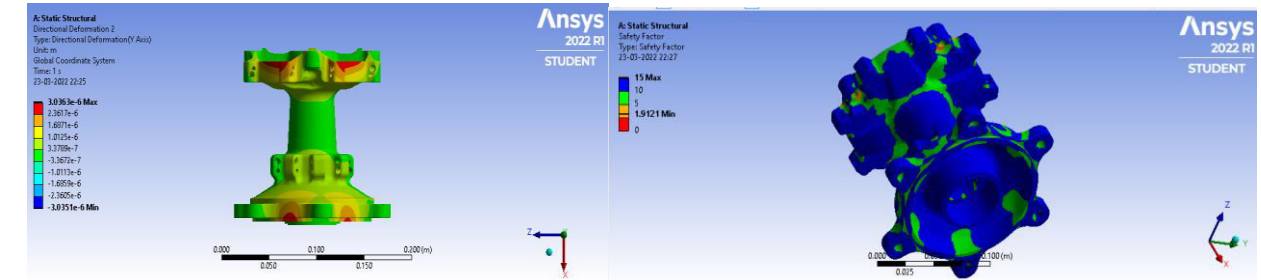 A: Static Structural
Directional Deformation 2
Type: Directional Deformation(Y Axis)
Unit: m
Global Coordinate System
Time: 1 s
23-03-2022 22:25
3.0363e-6 Max
2.3617e-6
1.6871e-6
1.0125e-6
3.3789e-7
-3.3672e-7
-1.0113e-6
-1.6859e-6
-2.3605e-6
-3.0351e-6 Min
Ansys
2022 R1
STUDENT
0.000 0.100 0.200 (m)
0.050 0.150
Z Y
X
A: Static Structural
Safety Factor
Type: Safety Factor
23-03-2022 22:27
15 Max
10
5
1.9121 Min
0
Ansys
2022 R1
STUDENT
0.000 0.100 (m)
0.025
Z
Y
X